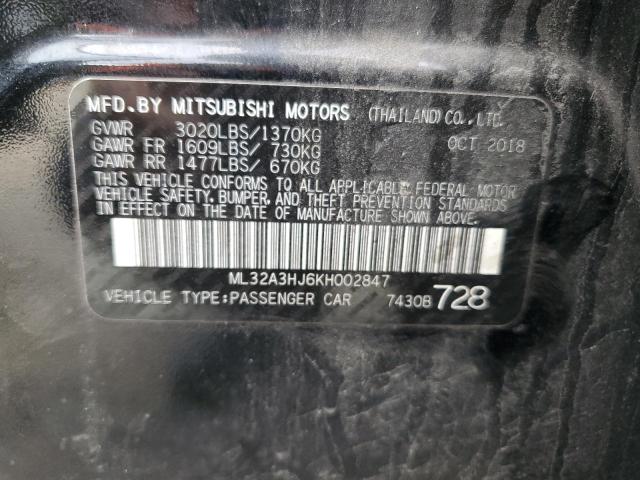 MFD. BY MITSUBISHI MOTORS (THAILAND) CO., LTD.
GVWR 3020LBS/1370KG OCT 2018
GAWR FR 1609LBS/ 730KG
GAWR RR 1477LBS/ 670KG
THIS VEHICLE CONFORMS TO ALL APPLICABLE FEDERAL MOTOR
VEHICLE SAFETY, BUMPER, AND THEFT PREVENTION STANDARDS
IN EFFECT ON THE DATE OF MANUFACTURE SHOWN ABOVE.
ML32A3HJ6KH002847
VEHICLE TYPE:PASSENGER CAR 7430B 728